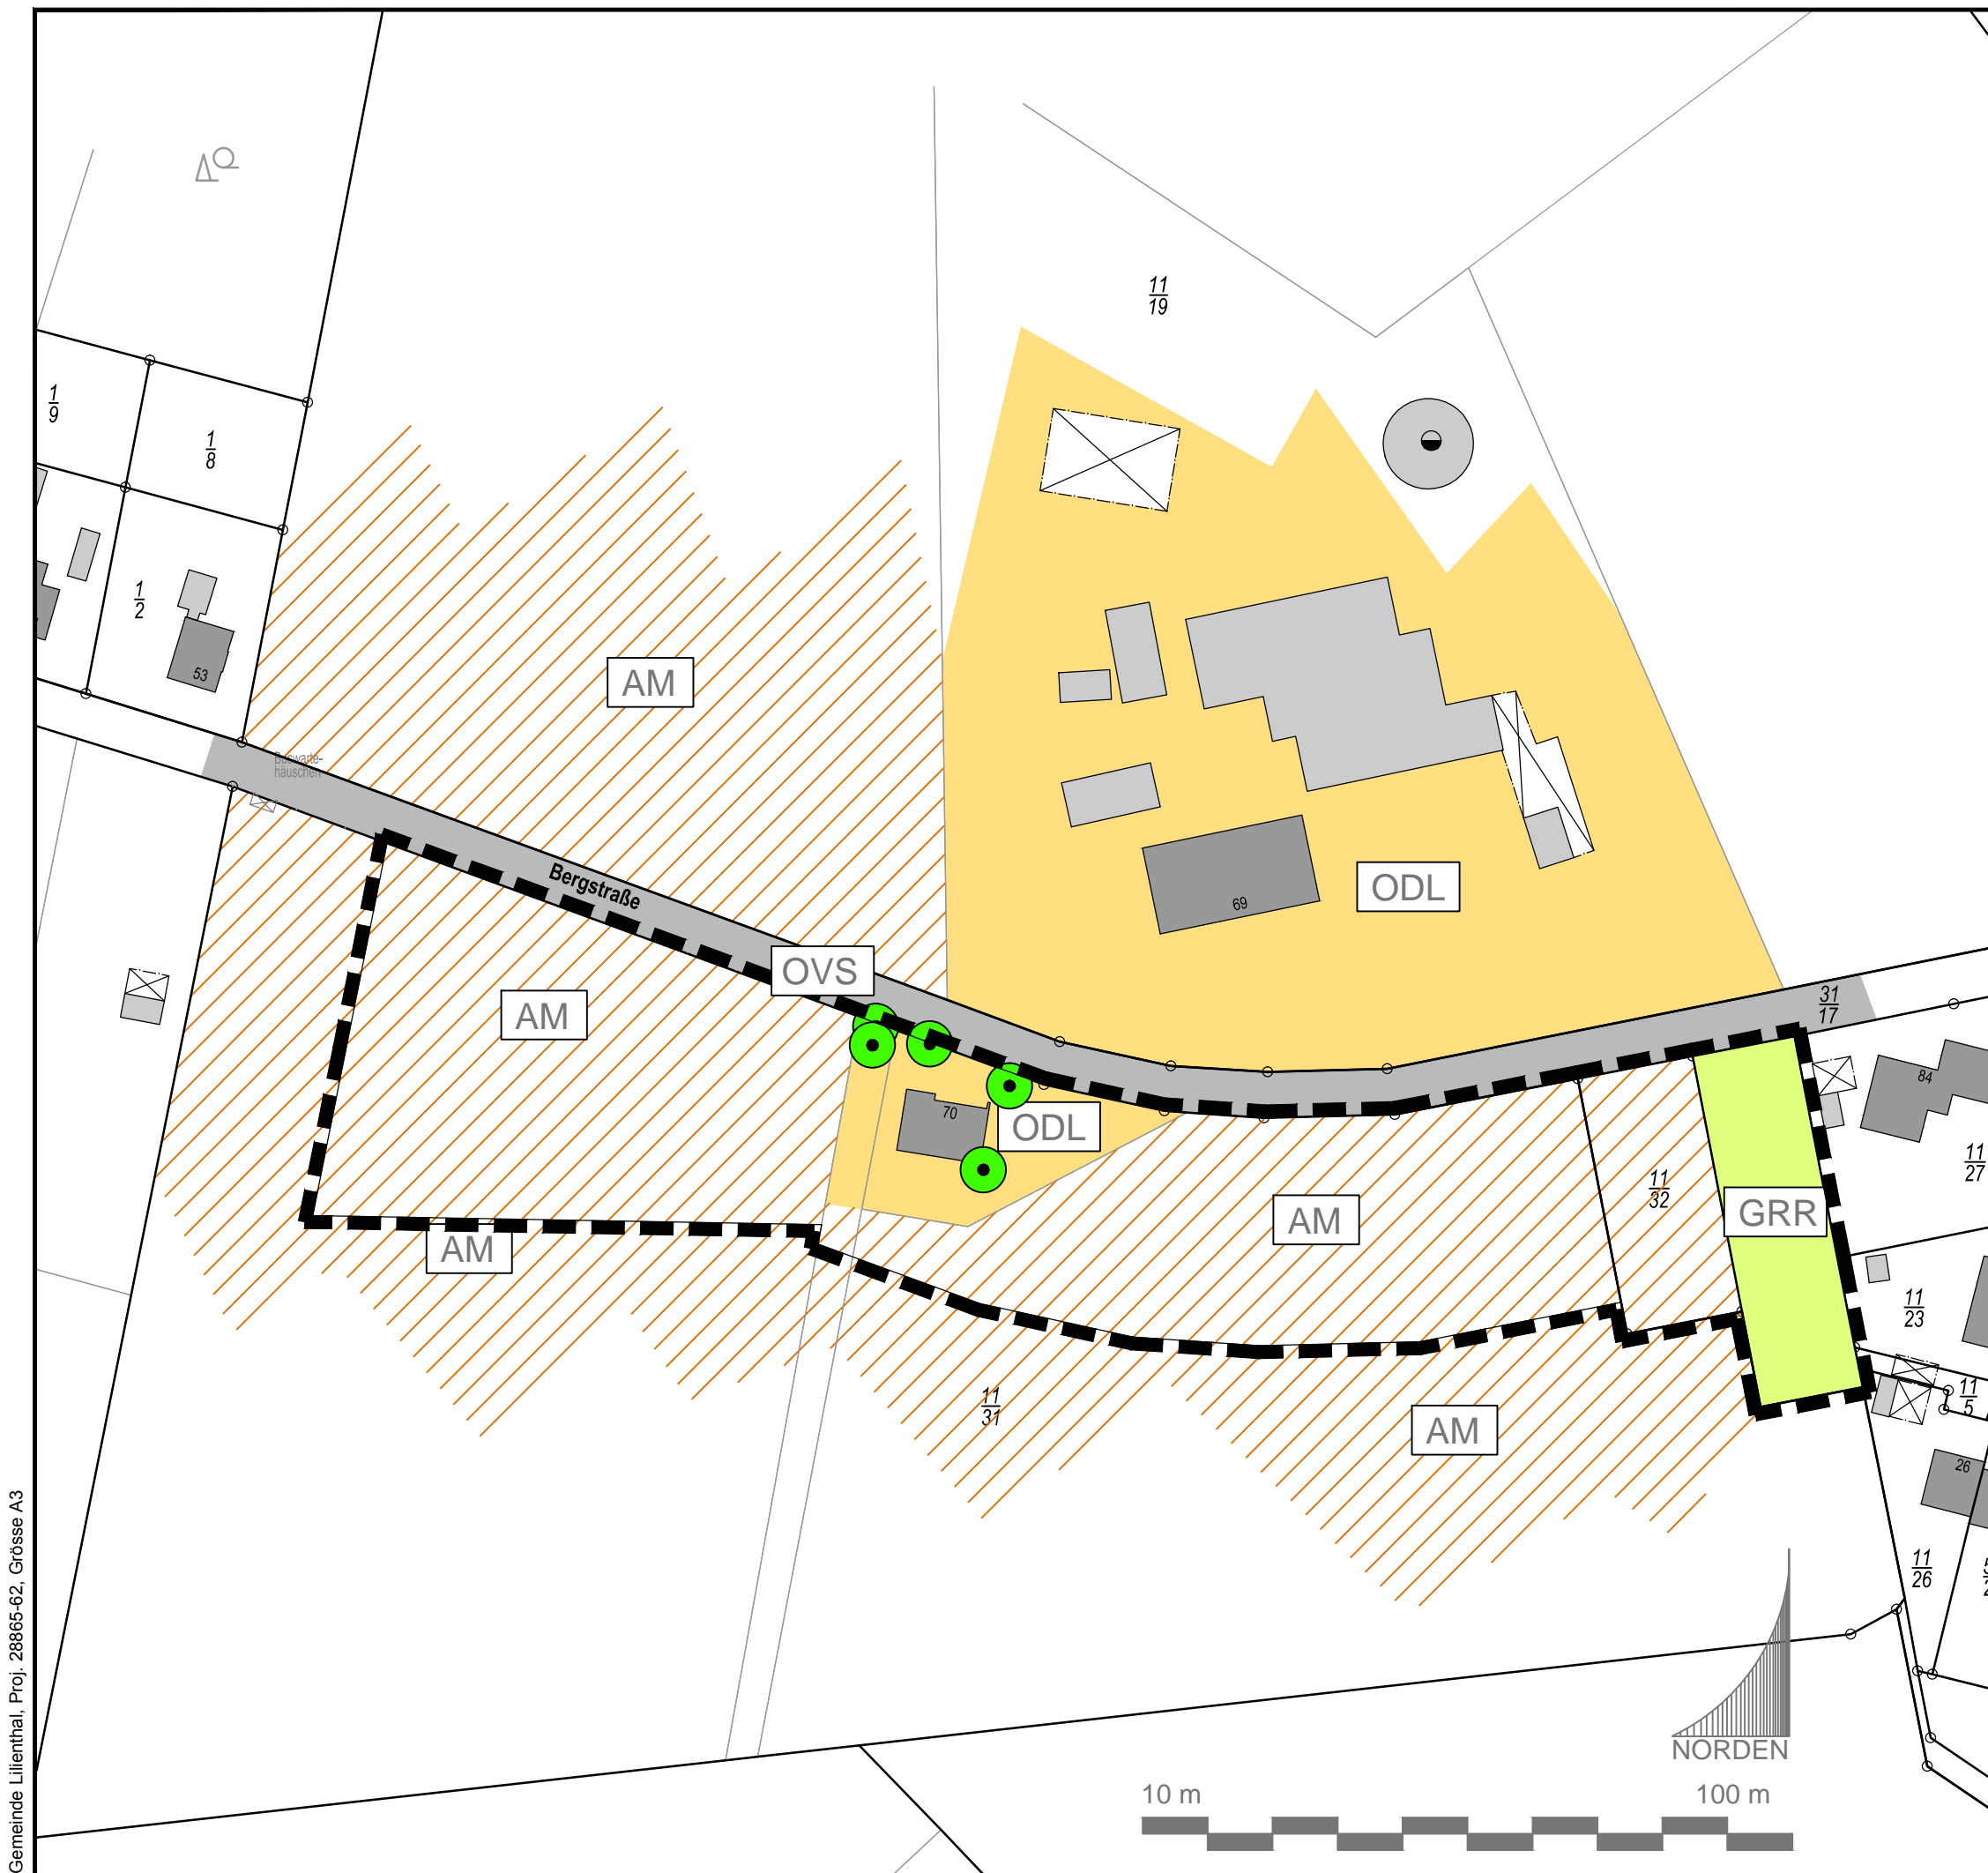 11
19
1
9
1
8
1
2
53
AM
Buswarte-
häuschen
Bergstraße
69
ODL
OVS
AM
31
17
84
70
ODL
11
27
11
32
GRR
AM
AM
11
23
11
5
11
31
AM
26
11
26
NORDEN
10 m
100 m
Gemeinde Lilienthal, Proj. 28865-62, Grösse A3